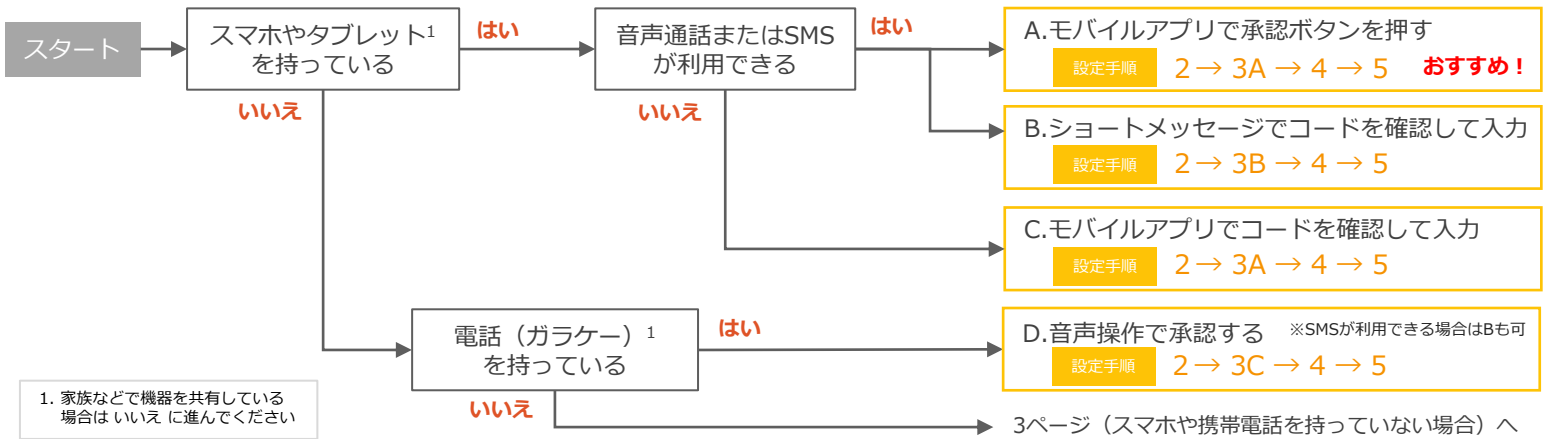 スタート
スマホやタブレット1
を持っている
はい
いいえ
音声通話またはSMS
が利用できる
はい
いいえ
A.モバイルアプリで承認ボタンを押す
設定手順 2 → 3A → 4 → 5 おすすめ！
B.ショートメッセージでコードを確認して入力
設定手順 2 → 3B → 4 → 5
C.モバイルアプリでコードを確認して入力
設定手順 2 → 3A → 4 → 5
電話（ガラケー）1
を持っている
はい
いいえ
D.音声操作で承認する ※SMSが利用できる場合はBも可
設定手順 2 → 3C → 4 → 5
3ページ（スマホや携帯電話を持っていない場合）へ
1. 家族などで機器を共有している
場合は いいえ に進んでください